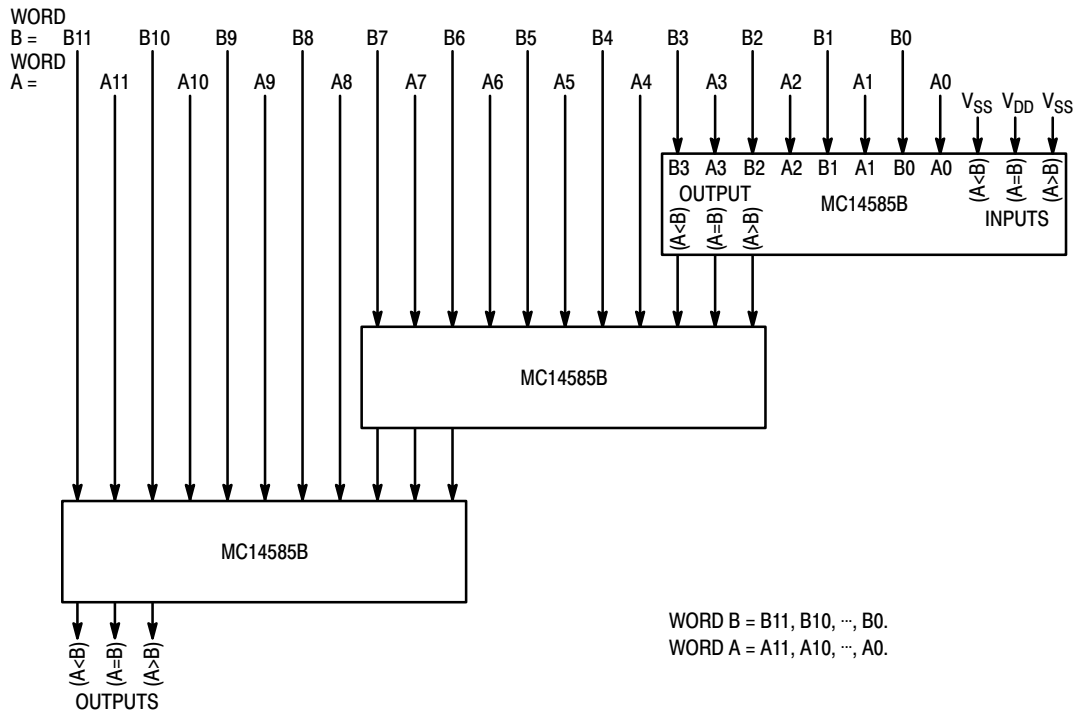 WORD
B = B11 B10 B9 B8 B7 B6 B5 B4 B3 B2 B1 B0
WORD
A = A11 A10 A9 A8 A7 A6 A5 A4 A3 A2 A1 A0
VSS VDD VSS
B3 A3 B2 A2 B1 A1 B0 A0 (A<B) (A=B) (A>B)
OUTPUT
MC14585B
INPUTS
(A<B) (A=B) (A>B)
MC14585B
MC14585B
WORD B = B11, B10, ···, B0.
WORD A = A11, A10, ···, A0.
(A<B) (A=B) (A>B)
OUTPUTS